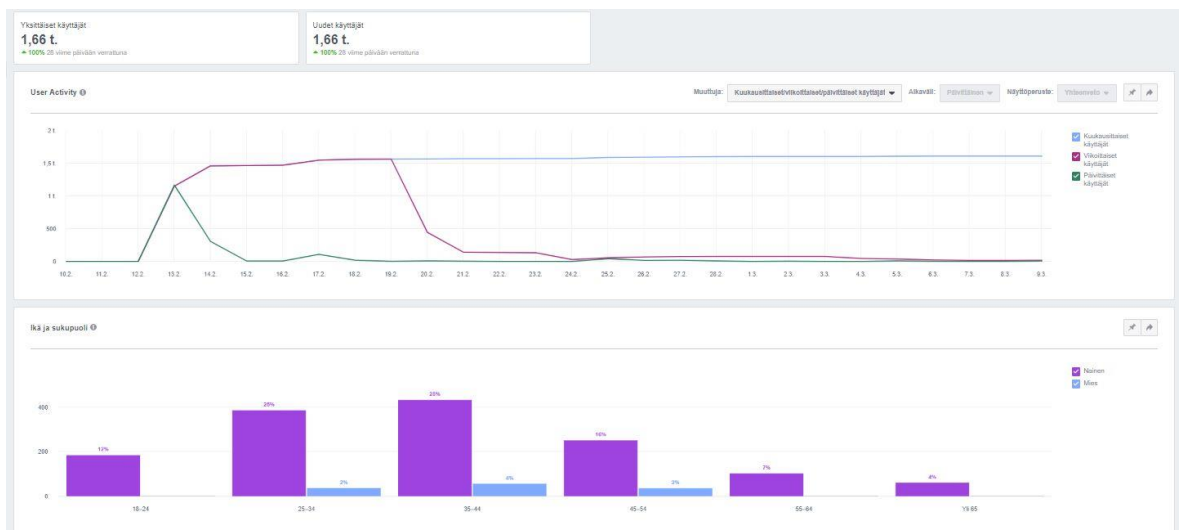 Yksittäiset käyttäjät
1,66 t.
100% 28 viime päivään verrattuna
Uudet käyttäjät
1,66 t.
100% 28 viime päivään verrattuna
User Activity
Muuttuja: Kuukausittaiset/viikoittaiset/päivittäiset käyttäjät
Aikaväli: Päivittäinen
Näyttöperuste: Yhteenveto
2 t.
1,5 t.
1 t.
500
0
10.2. 11.2. 12.2. 13.2. 14.2. 15.2. 16.2. 17.2. 18.2. 19.2. 20.2. 21.2. 22.2. 23.2. 24.2. 25.2. 26.2. 27.2. 28.2. 1.3. 2.3. 3.3. 4.3. 5.3. 6.3. 7.3. 8.3. 9.3.
Kuukausittaiset
käyttäjät
Viikoittaiset
käyttäjät
Päivittäiset
käyttäjät
Ikä ja sukupuoli
Nainen
Mies
400
200
0
12%
2%
4%
16%
7%
4%
18–24 25–34 35–44 45–54 55–64 Yli 65